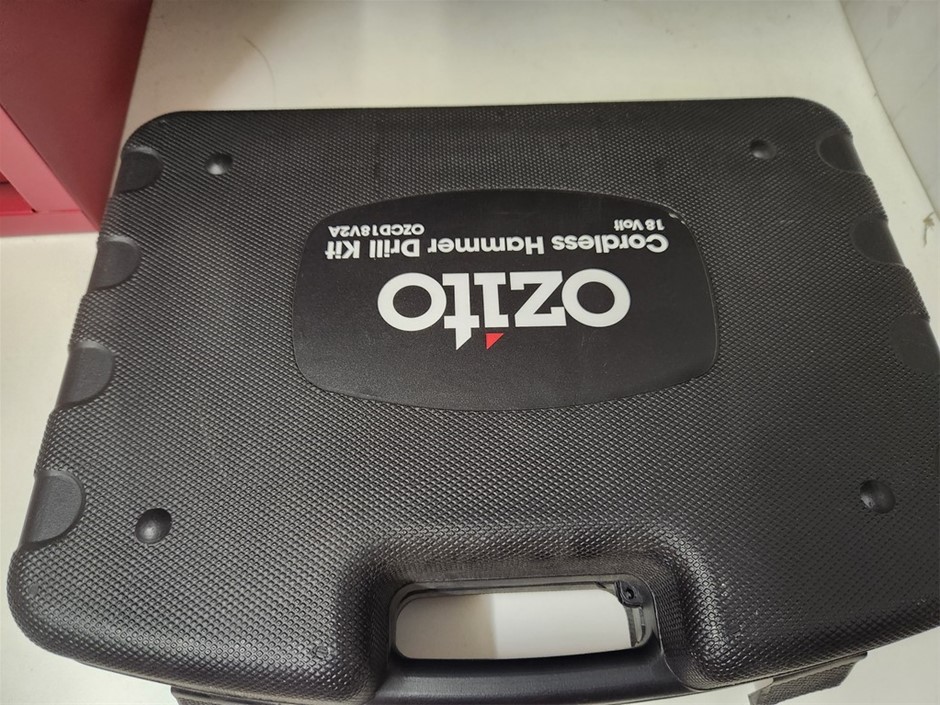 ozito
Cordless Hammer Drill Kit
18 Volt OZCD18V2A